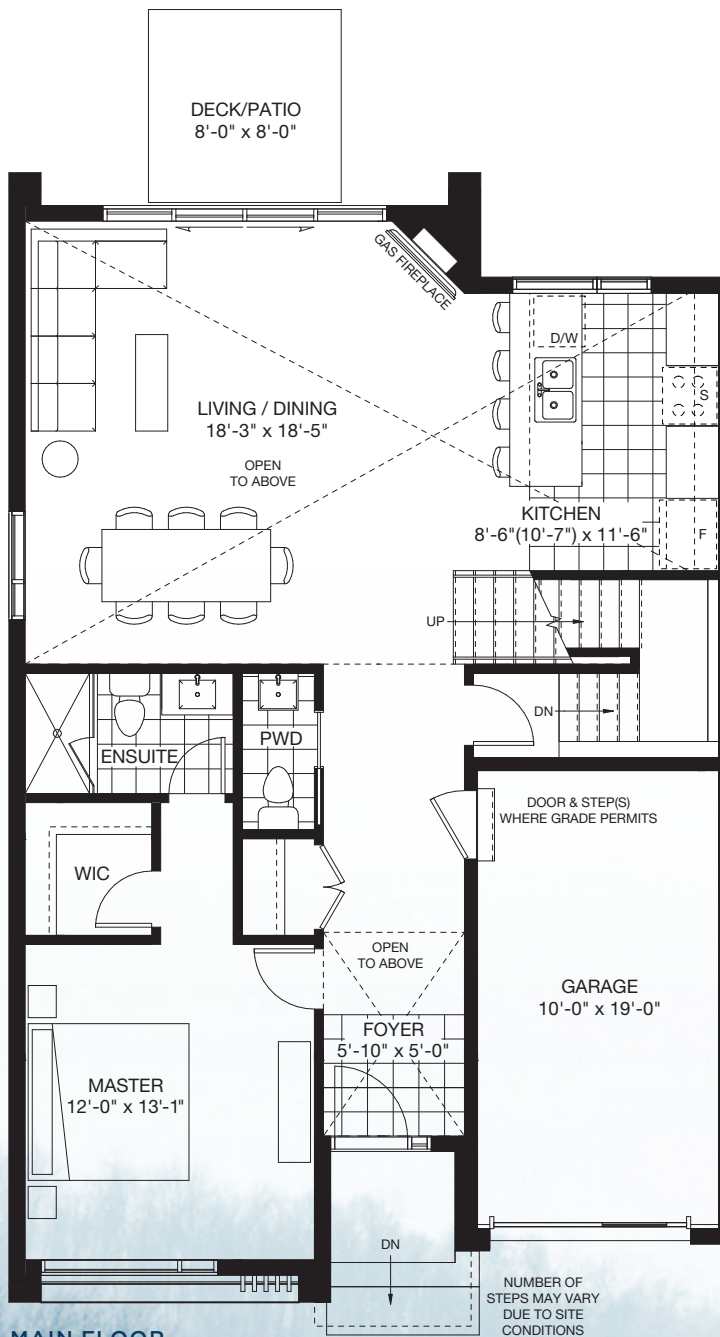 DECK/PATIO
8'-0" x 8'-0"
GAS FIREPLACE
D/W
S
LIVING / DINING
18'-3" x 18'-5"
OPEN
TO ABOVE
KITCHEN
8'-6"(10'-7") x 11'-6"
F
UP
DN
ENSUITE
PWD
DOOR & STEP(S)
WHERE GRADE PERMITS
WIC
OPEN
TO ABOVE
GARAGE
10'-0" x 19'-0"
FOYER
5'-10" x 5'-0"
MASTER
12'-0" x 13'-1"
DN
NUMBER OF
STEPS MAY VARY
DUE TO SITE
CONDITIONS
MAIN FLOOR